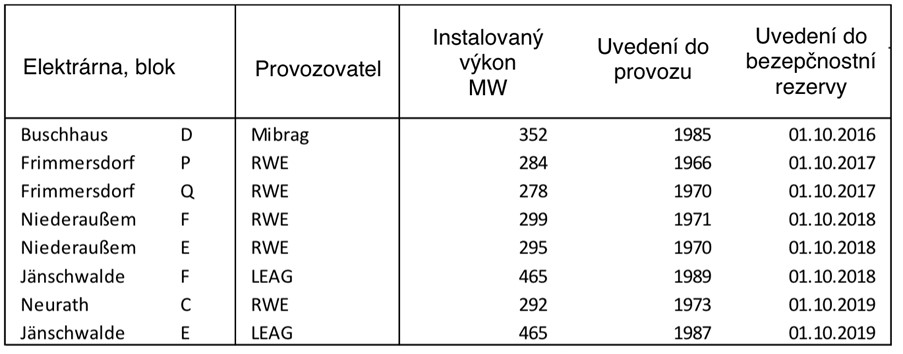 Elektrárna, blok Provozovatel Instalovaný výkon MW Uvedení do provozu Uvedení do bezepčnostní rezervy
Buschhaus D Mibrag 352 1985 01.10.2016
Frimmersdorf P RWE 284 1966 01.10.2017
Frimmersdorf Q RWE 278 1970 01.10.2017
Niederaußem F RWE 299 1971 01.10.2018
Niederaußem E RWE 295 1970 01.10.2018
Jänschwalde F LEAG 465 1989 01.10.2018
Neurath C RWE 292 1973 01.10.2019
Jänschwalde E LEAG 465 1987 01.10.2019